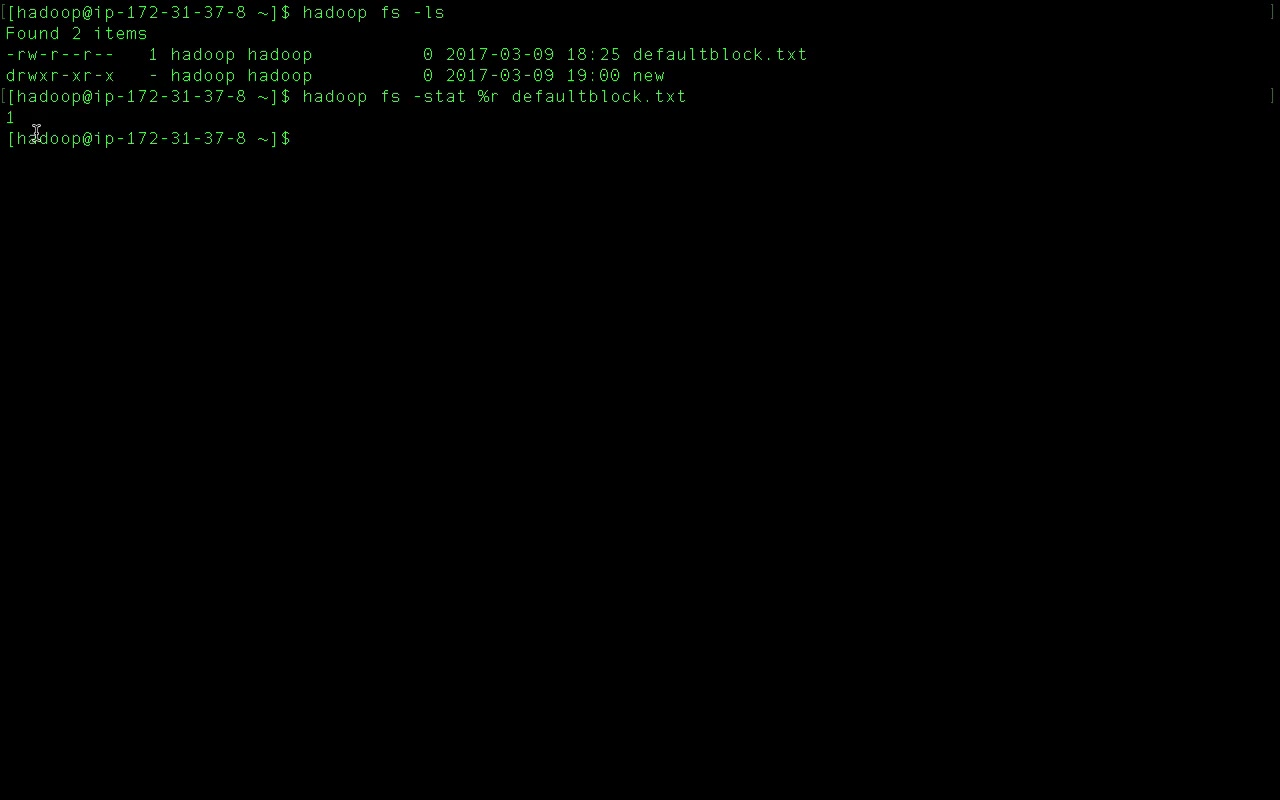 [[hadoop@ip-172-31-37-8 ~]$ hadoop fs -ls ]
Found 2 items
-rw-r--r--   1 hadoop hadoop          0 2017-03-09 18:25 defaultblock.txt
drwxr-xr-x   - hadoop hadoop          0 2017-03-09 19:00 new
[[hadoop@ip-172-31-37-8 ~]$ hadoop fs -stat %r defaultblock.txt ]
1
[hadoop@ip-172-31-37-8 ~]$